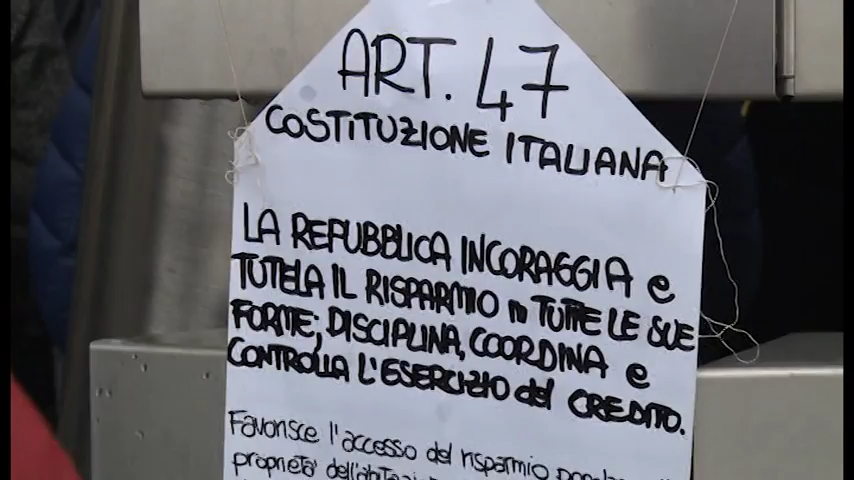 ART. 47
COSTITUZIONE ITALIANA
LA REPUBBLICA INCORAGGIA e
TUTELA IL RISPARMIO in TUTTE LE SUE
FORME; DISCIPLINA, COORDINA e
CONTROLLA L'ESERCIZIO del CREDITO.
Favorisce l'accesso del risparmio
proprietà